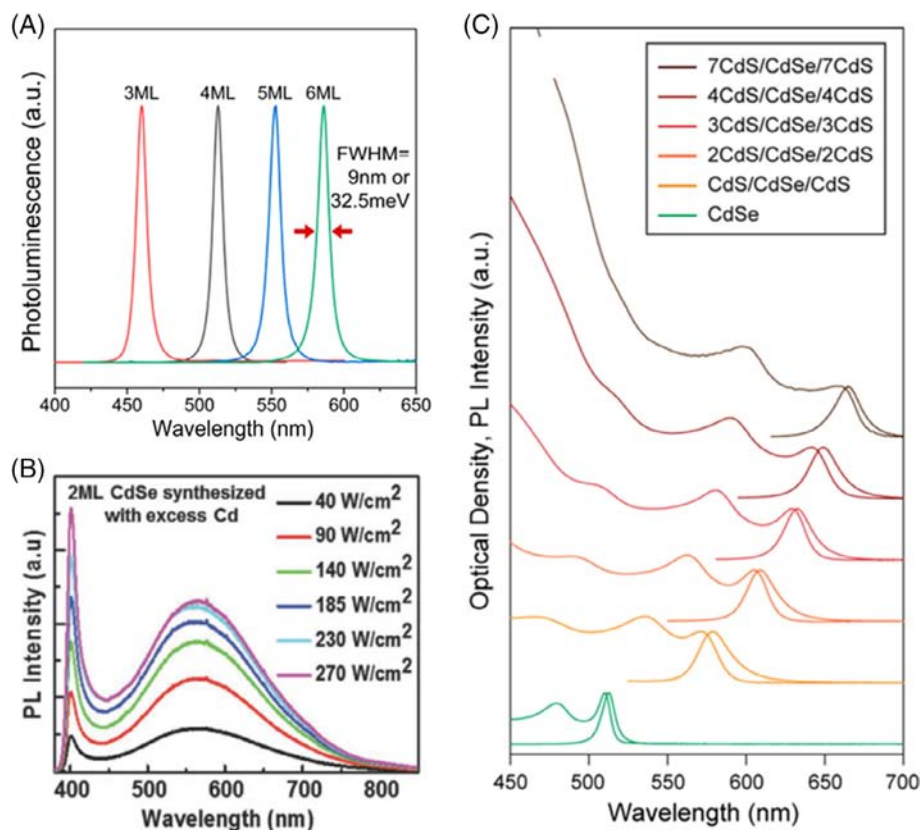 (A)
Photoluminescence (a.u.)
3ML 4ML 5ML 6ML
FWHM=
9nm or
32.5meV
400 450 500 550 600 650
Wavelength (nm)
(B)
PL Intensity (a.u)
2ML CdSe synthesized
with excess Cd
40 W/cm²
90 W/cm²
140 W/cm²
185 W/cm²
230 W/cm²
270 W/cm²
400 500 600 700 800
Wavelength (nm)
(C)
Optical Density, PL Intensity (a.u.)
7CdS/CdSe/7CdS
4CdS/CdSe/4CdS
3CdS/CdSe/3CdS
2CdS/CdSe/2CdS
CdS/CdSe/CdS
CdSe
450 500 550 600 650 700
Wavelength (nm)